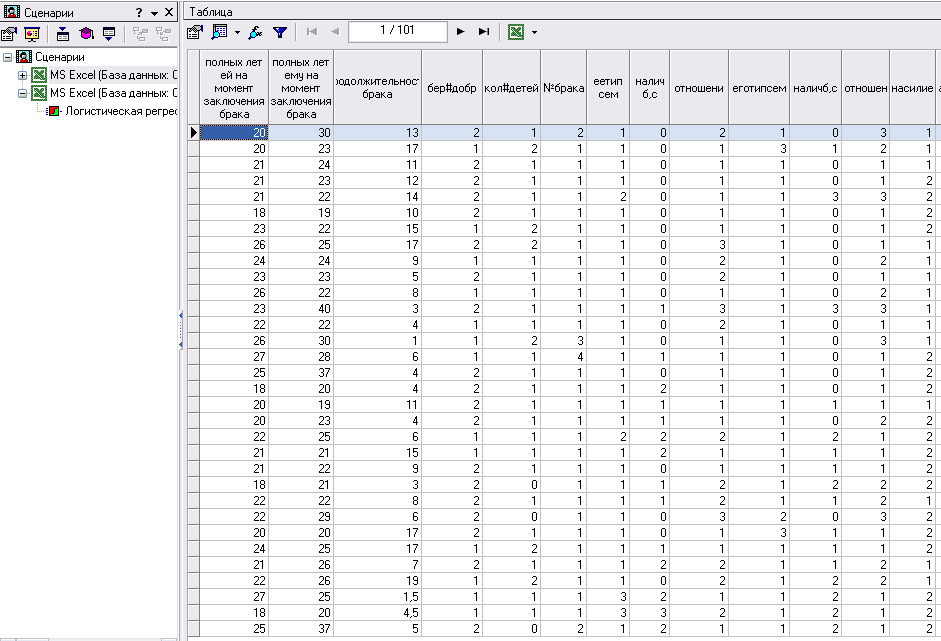 Сценарии
Таблица
1 / 101
Сценарии
MS Excel (База данных: C
MS Excel (База данных: C
Логистическая регрес
полных лет ей на момент заключения брака	полных лет ему на момент заключения брака	родолжительнос брака	бер#добр	кол#детей	№брака	еетип сем	налич б,с	отношени	еготипсем	наличб,с	отношен	насилие
20 30 13 2 1 2 1 0 2 1 0 3 1
20 23 17 1 2 1 1 0 1 3 1 2 1
21 24 11 2 1 1 1 0 1 1 0 1 1
21 23 12 2 1 1 1 0 1 1 0 1 2
21 22 14 2 1 1 2 0 1 1 3 3 2
18 19 10 2 1 1 1 0 1 1 0 1 2
23 22 15 1 2 1 1 0 1 1 0 1 2
26 25 17 2 2 1 1 0 3 1 0 1 1
24 24 9 1 1 1 1 0 2 1 0 2 1
23 23 5 2 1 1 1 0 2 1 0 1 1
26 22 8 1 1 1 1 0 1 1 0 2 1
23 40 3 2 1 1 1 1 3 1 3 3 1
22 22 4 1 1 1 1 0 2 1 0 1 1
26 30 1 1 2 3 1 0 1 1 0 3 1
27 28 6 1 1 4 1 1 1 1 0 1 2
25 37 4 2 1 1 1 1 1 1 0 1 2
18 20 4 2 1 1 1 2 1 1 0 1 2
20 19 11 2 1 1 1 1 1 1 1 1 1
20 23 4 2 1 1 1 1 1 1 0 2 2
22 25 6 1 1 1 2 2 2 1 2 1 2
21 21 15 1 1 1 1 2 1 1 1 1 2
21 22 9 2 1 1 1 0 1 1 1 1 1
18 21 3 2 0 1 1 1 2 1 2 2 2
22 22 8 2 1 1 1 1 2 1 1 2 1
22 29 6 2 0 1 1 0 3 2 0 3 2
20 20 17 2 1 1 1 0 1 3 1 1 2
24 25 17 1 2 1 1 1 1 1 1 1 2
21 26 7 2 1 1 1 2 2 1 1 2 1
22 26 19 1 2 1 1 0 2 1 2 2 2
27 25 1,5 1 1 1 3 2 1 1 2 1 2
18 20 4,5 1 1 1 3 3 2 1 2 1 2
25 37 5 2 0 2 1 2 1 1 2 1 2